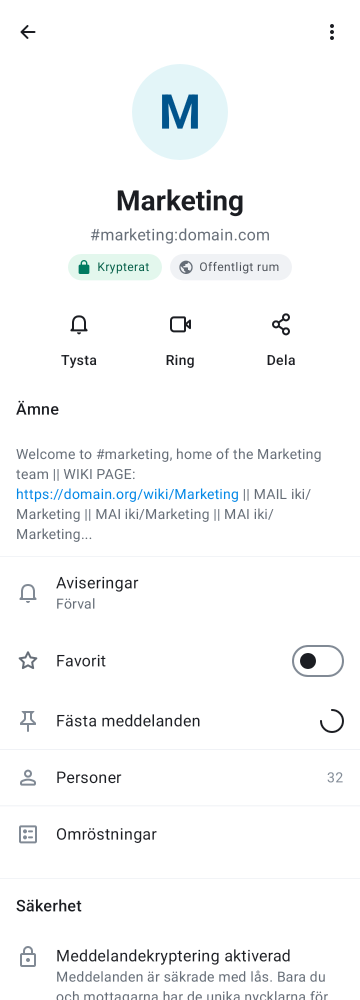 M
Marketing
#marketing:domain.com
Krypterat
Offentligt rum
Tysta
Ring
Dela
Ämne
Welcome to #marketing, home of the Marketing
team || WIKI PAGE:
https://domain.org/wiki/Marketing || MAIL iki/
Marketing || MAI iki/Marketing || MAI iki/
Marketing...
Aviseringar
Förval
Favorit
Fästa meddelanden
Personer 32
Omröstningar
Säkerhet
Meddelandekryptering aktiverad
Meddelanden är säkrade med lås. Bara du
och mottagarna har de unika nycklarna för